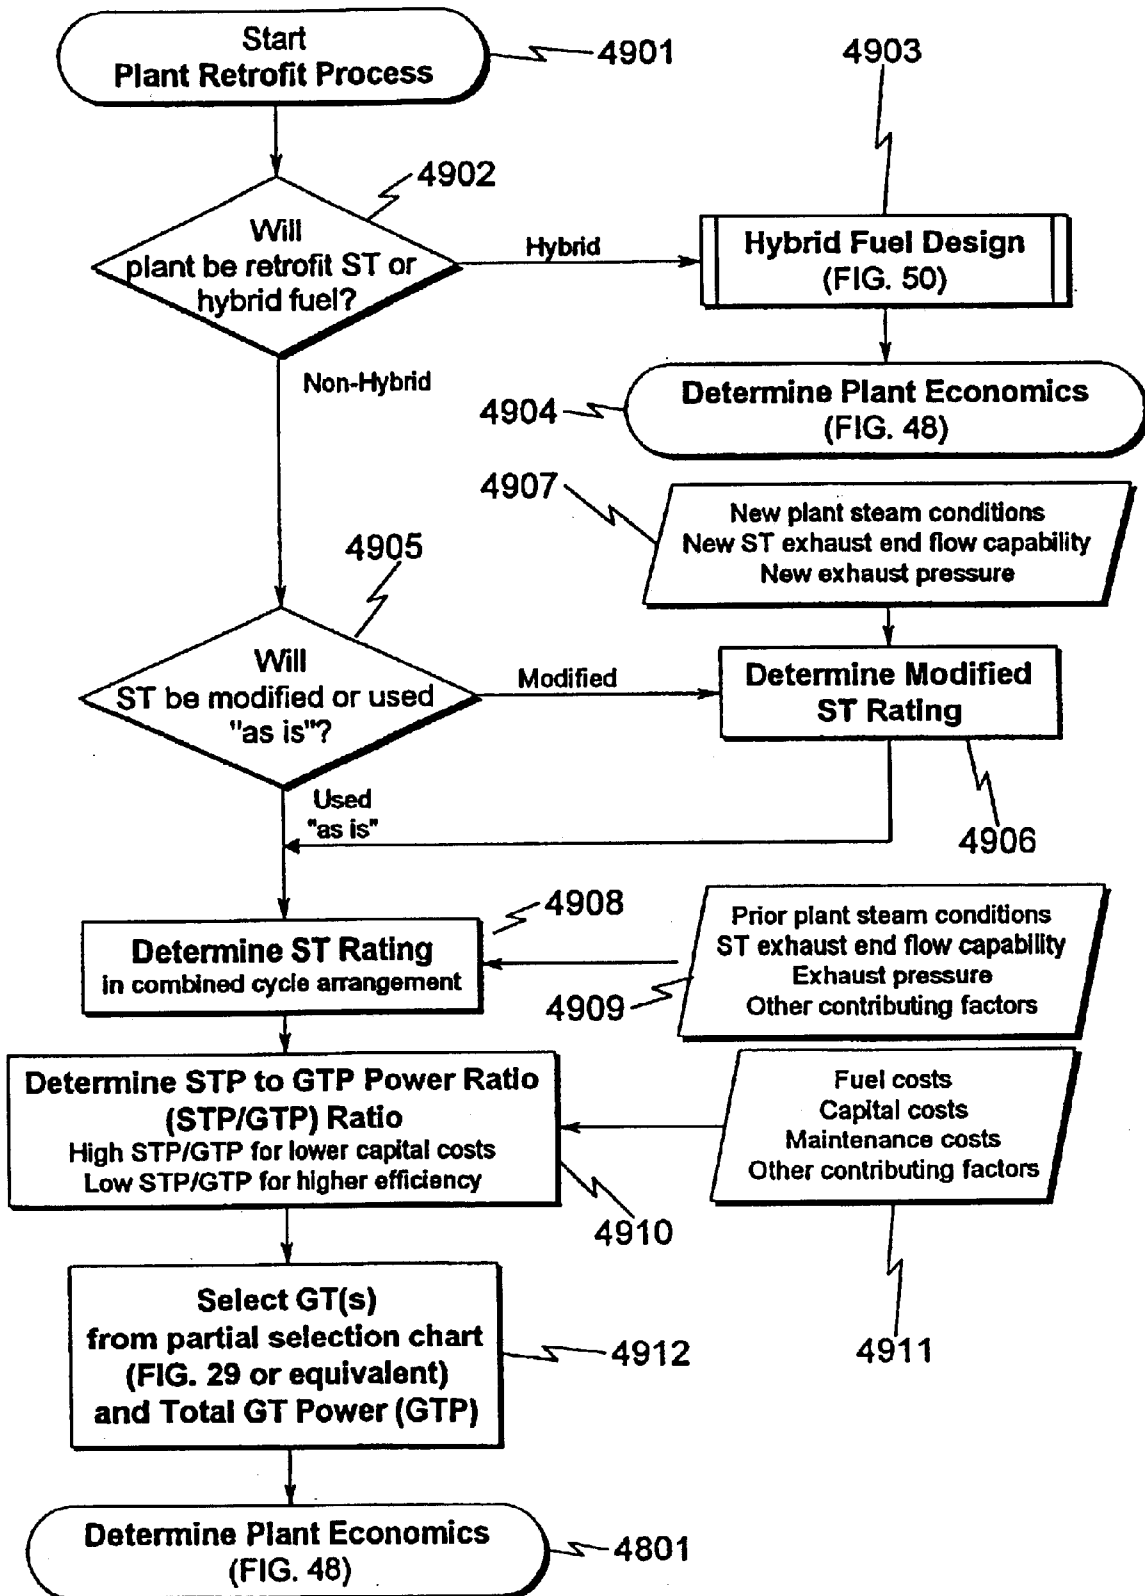 Start
Plant Retrofit Process
4901
4903
4902
Will
plant be retrofit ST or
hybrid fuel?
Hybrid
Hybrid Fuel Design
(FIG. 50)
Non-Hybrid
4904
Determine Plant Economics
(FIG. 48)
4907
New plant steam conditions
New ST exhaust end flow capability
New exhaust pressure
4905
Will
ST be modified or used
"as is"?
Modified
Determine Modified
ST Rating
Used
"as is"
4906
4908
Determine ST Rating
in combined cycle arrangement
Prior plant steam conditions
ST exhaust end flow capability
Exhaust pressure
Other contributing factors
4909
Determine STP to GTP Power Ratio
(STP/GTP) Ratio
High STP/GTP for lower capital costs
Low STP/GTP for higher efficiency
Fuel costs
Capital costs
Maintenance costs
Other contributing factors
4910
4911
Select GT(s)
from partial selection chart
(FIG. 29 or equivalent)
and Total GT Power (GTP)
4912
Determine Plant Economics
(FIG. 48)
4801